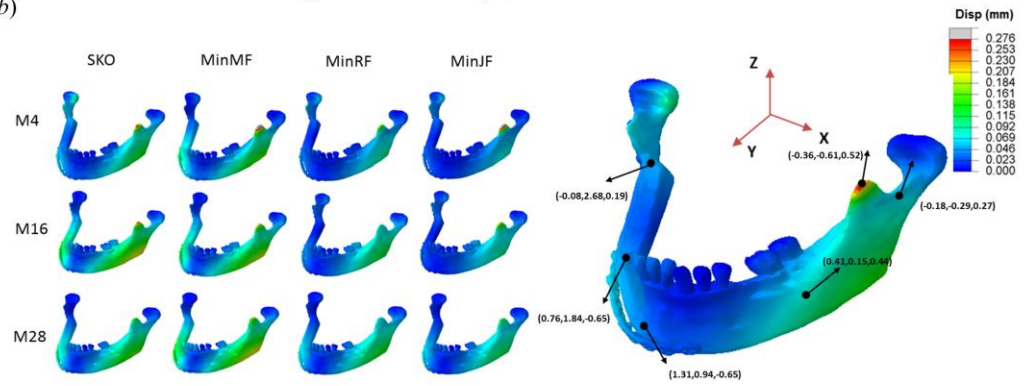 b)
SKO MinMF MinRF MinJF
M4
M16
M28
Disp (mm)
0.276
0.253
0.230
0.207
0.184
0.161
0.138
0.115
0.092
0.069
0.046
0.023
0.000
Z
X
Y
(-0.36,-0.61,0.52)
(-0.08,2.68,0.19)
(-0.18,-0.29,0.27)
(0.41,0.15,0.44)
(0.76,1.84,-0.65)
(1.31,0.94,-0.65)